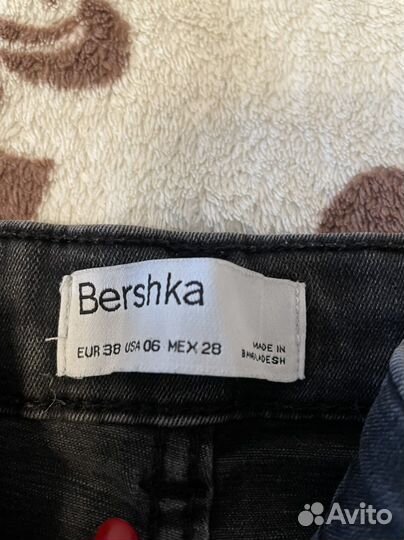 Bershka
EUR 38 USA 06 MEX 28
MADE IN
BANGLADESH
Avito